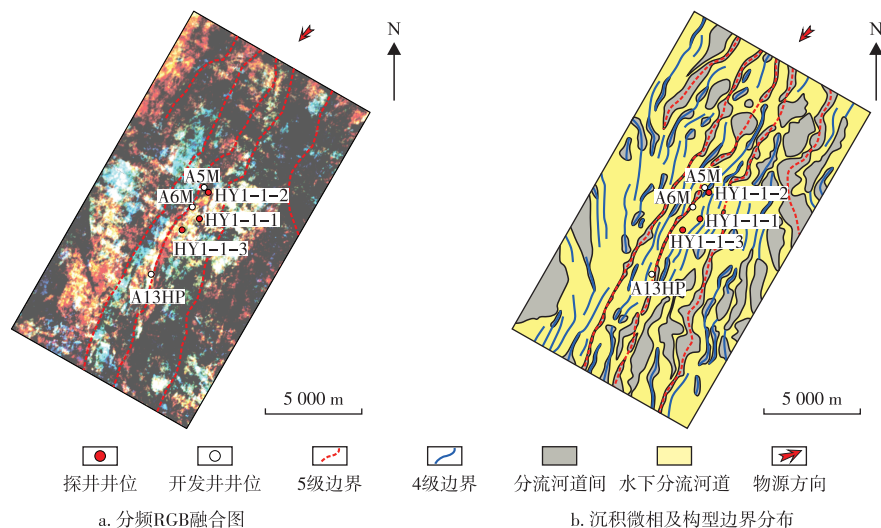 N
A5M
HY1-1-2
A6M
HY1-1-1
HY1-1-3
A13HP
5 000 m
N
A5M
HY1-1-2
A6M
HY1-1-1
HY1-1-3
A13HP
5 000 m
探井井位
开发井井位
5级边界
4级边界
分流河道间
水下分流河道
物源方向
a. 分频RGB融合图
b. 沉积微相及构型边界分布